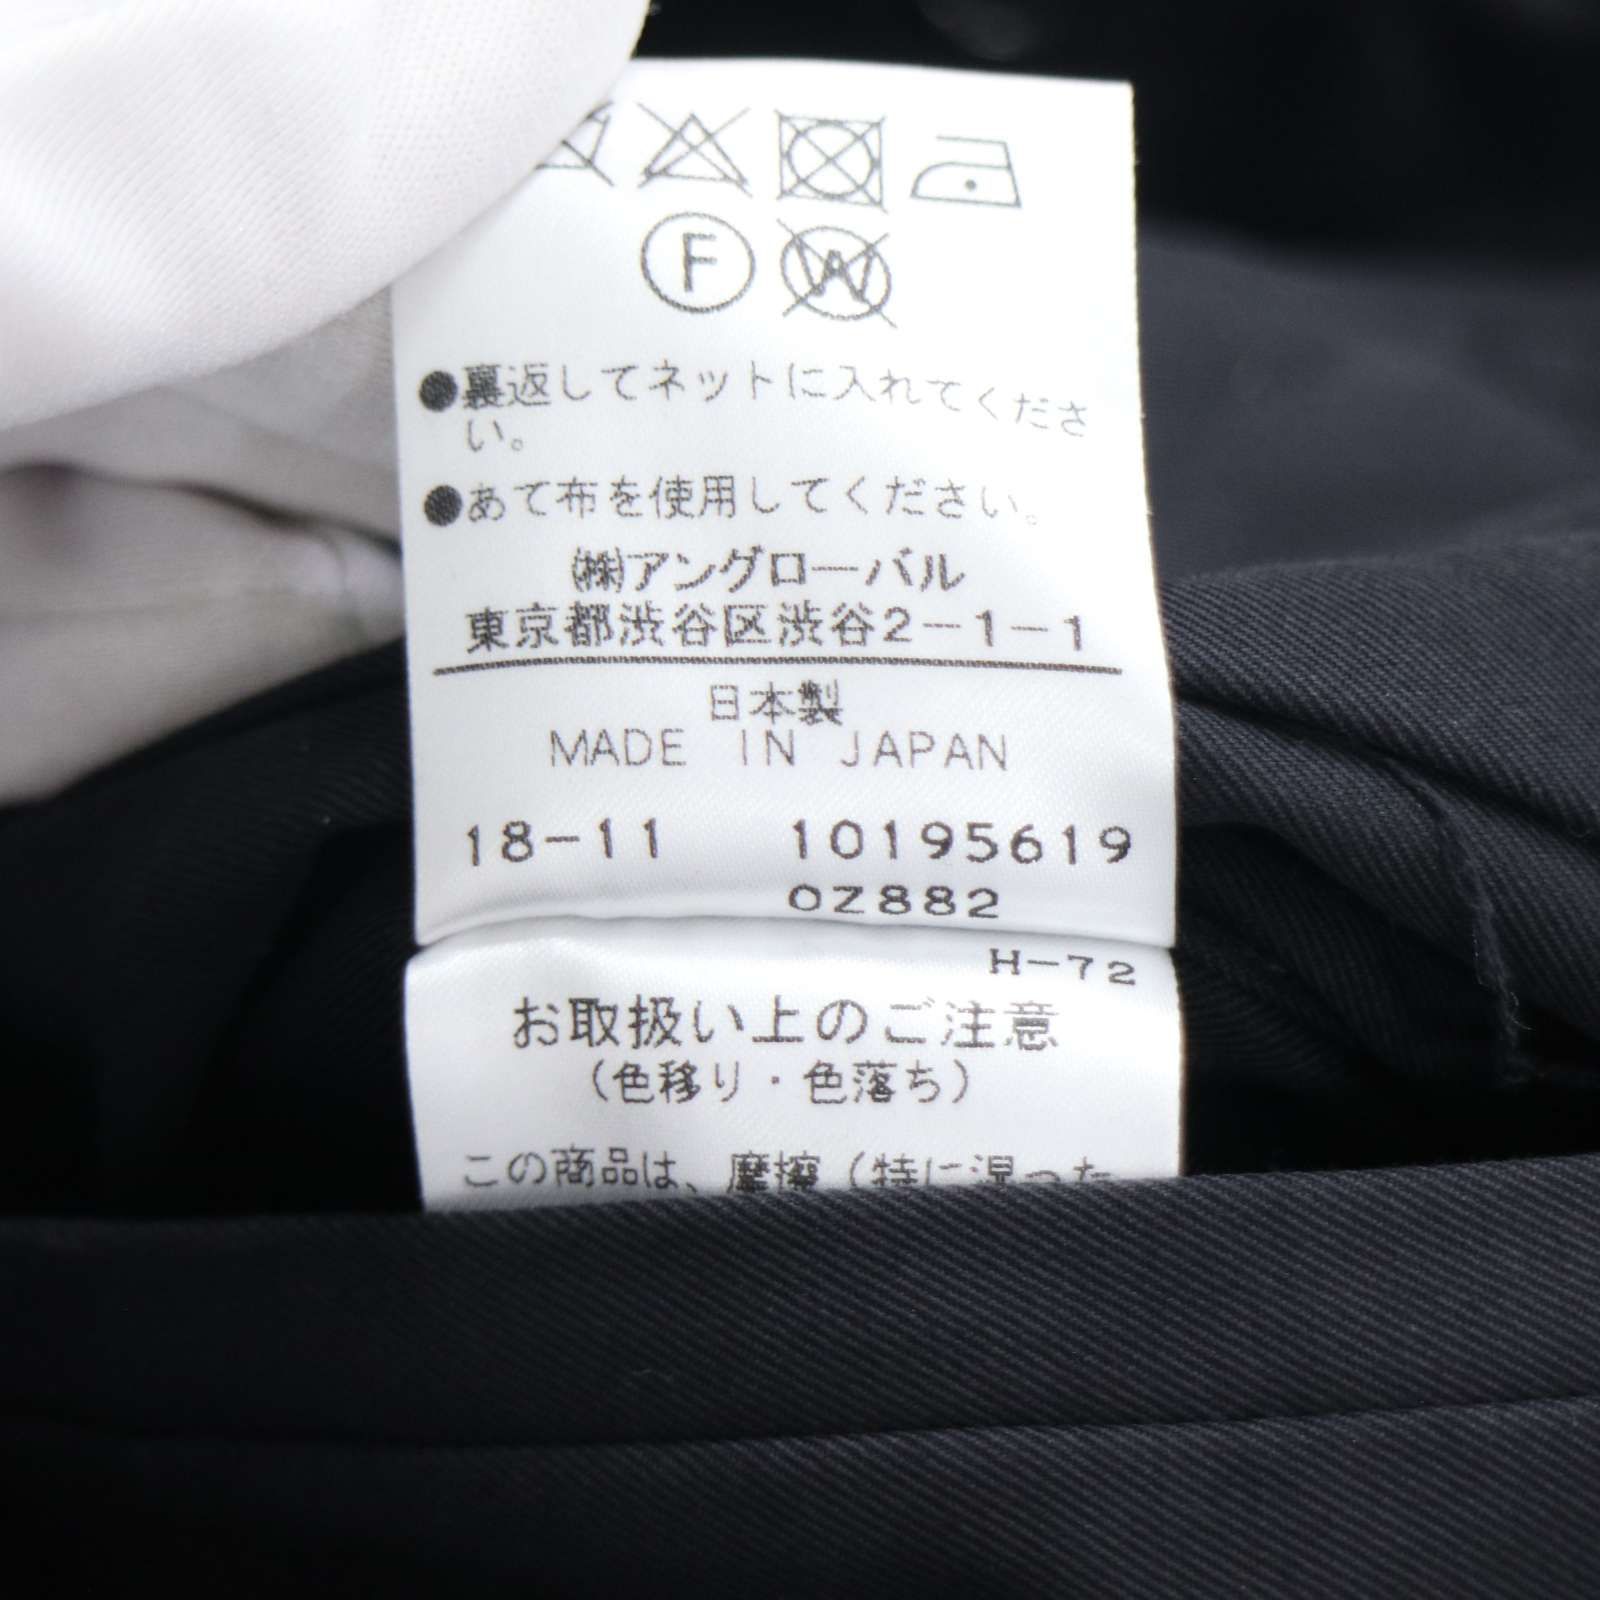 F W
●裏返してネットに入れてくださ
い。
●あて布を使用してください。
㈱アングローバル
東京都渋谷区渋谷2-1-1
日本製
MADE IN JAPAN
18-11 10195619
OZ882
H-72
お取扱い上のご注意
(色移り・色落ち)
この商品は、摩擦(特に湿った